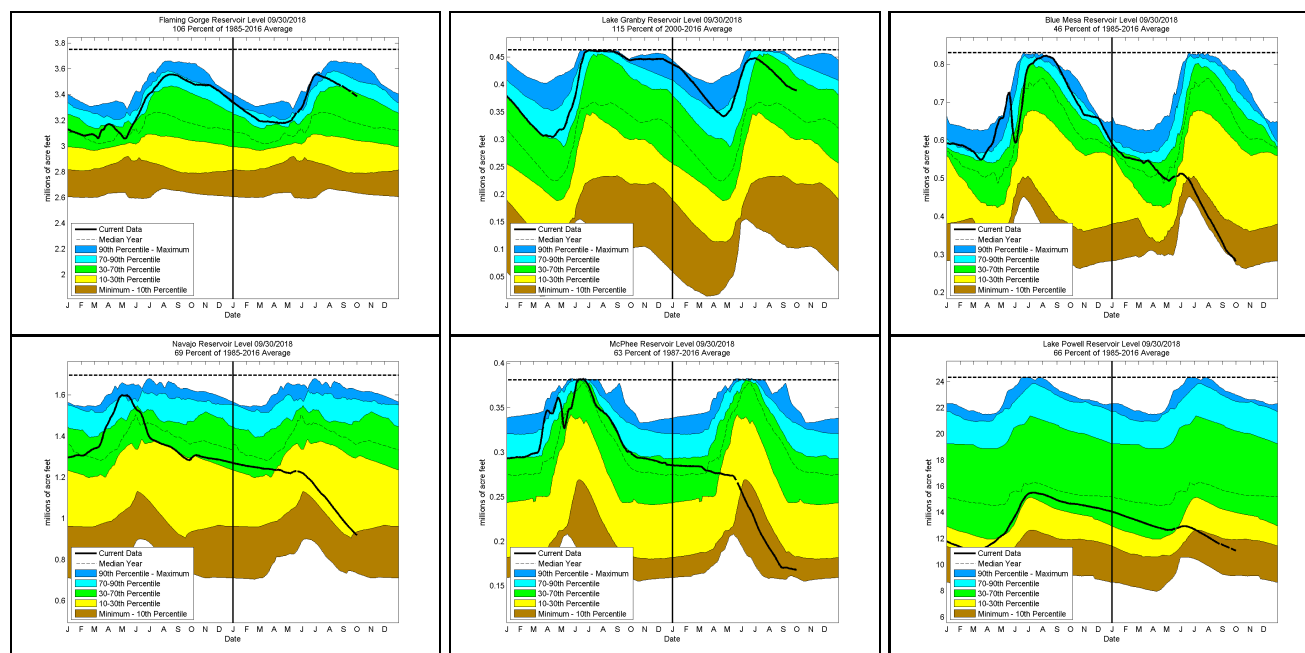 Flaming Gorge Reservoir Level 09/30/2018
106 Percent of 1985-2016 Average
3.8
3.6
3.4
3.2
3
2.8
2.6
2.4
2.2
2
millions of acre feet
Current Data
Median Year
90th Percentile - Maximum
70-90th Percentile
30-70th Percentile
10-30th Percentile
Minimum - 10th Percentile
J F M A M J J A S O N D J F M A M J J A S O N D
Date
Lake Granby Reservoir Level 09/30/2018
115 Percent of 2000-2016 Average
0.45
0.4
0.35
0.3
0.25
0.2
0.15
0.1
0.05
millions of acre feet
Current Data
Median Year
90th Percentile - Maximum
70-90th Percentile
30-70th Percentile
10-30th Percentile
Minimum - 10th Percentile
J F M A M J J A S O N D J F M A M J J A S O N D
Date
Blue Mesa Reservoir Level 09/30/2018
46 Percent of 1985-2016 Average
0.8
0.7
0.6
0.5
0.4
0.3
0.2
millions of acre feet
Current Data
Median Year
90th Percentile - Maximum
70-90th Percentile
30-70th Percentile
10-30th Percentile
Minimum - 10th Percentile
J F M A M J J A S O N D J F M A M J J A S O N D
Date
Navajo Reservoir Level 09/30/2018
69 Percent of 1985-2016 Average
1.6
1.4
1.2
1
0.8
0.6
millions of acre feet
Current Data
Median Year
90th Percentile - Maximum
70-90th Percentile
30-70th Percentile
10-30th Percentile
Minimum - 10th Percentile
J F M A M J J A S O N D J F M A M J J A S O N D
Date
McPhee Reservoir Level 09/30/2018
63 Percent of 1987-2016 Average
0.4
0.35
0.3
0.25
0.2
0.15
millions of acre feet
Current Data
Median Year
90th Percentile - Maximum
70-90th Percentile
30-70th Percentile
10-30th Percentile
Minimum - 10th Percentile
J F M A M J J A S O N D J F M A M J J A S O N D
Date
Lake Powell Reservoir Level 09/30/2018
66 Percent of 1985-2016 Average
24
22
20
18
16
14
12
10
8
6
millions of acre feet
Current Data
Median Year
90th Percentile - Maximum
70-90th Percentile
30-70th Percentile
10-30th Percentile
Minimum - 10th Percentile
J F M A M J J A S O N D J F M A M J J A S O N D
Date